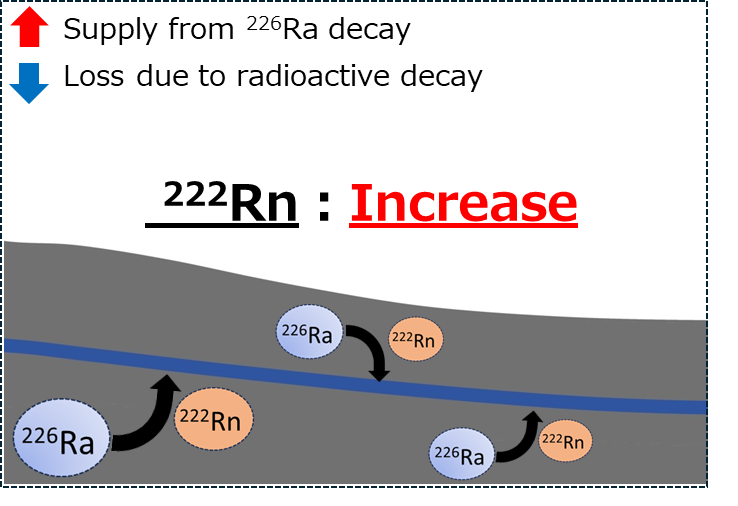 Supply from ²²⁶Ra decay
Loss due to radioactive decay
²²²Rn : Increase
²²⁶Ra
²²²Rn
²²⁶Ra
²²²Rn
²²⁶Ra
²²²Rn